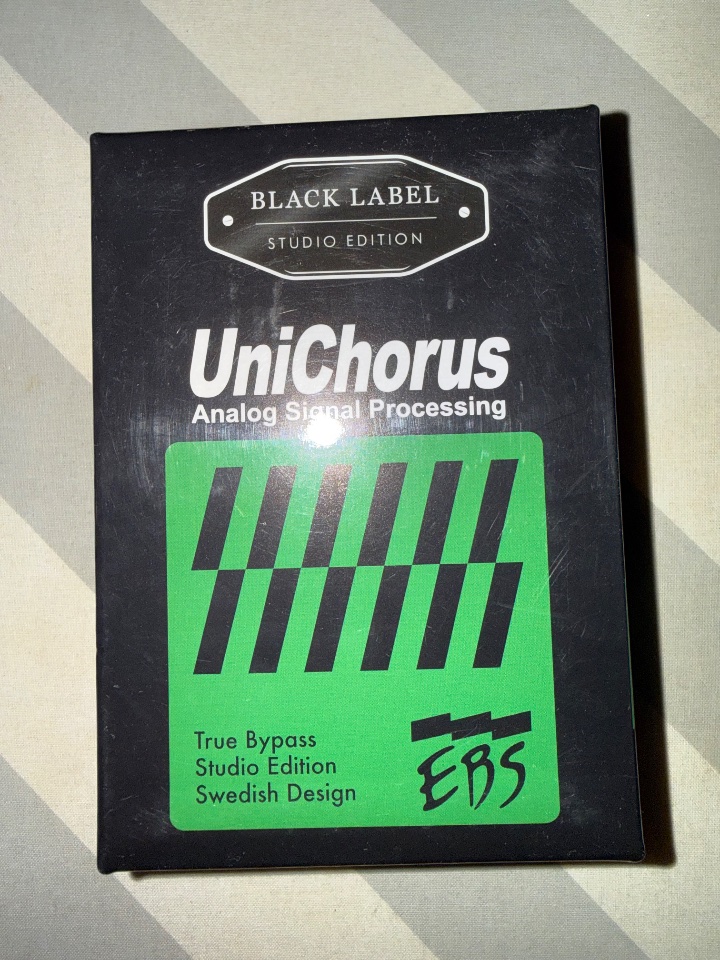 BLACK LABEL
STUDIO EDITION
UniChorus
Analog Signal Processing
True Bypass
Studio Edition
Swedish Design
EBS